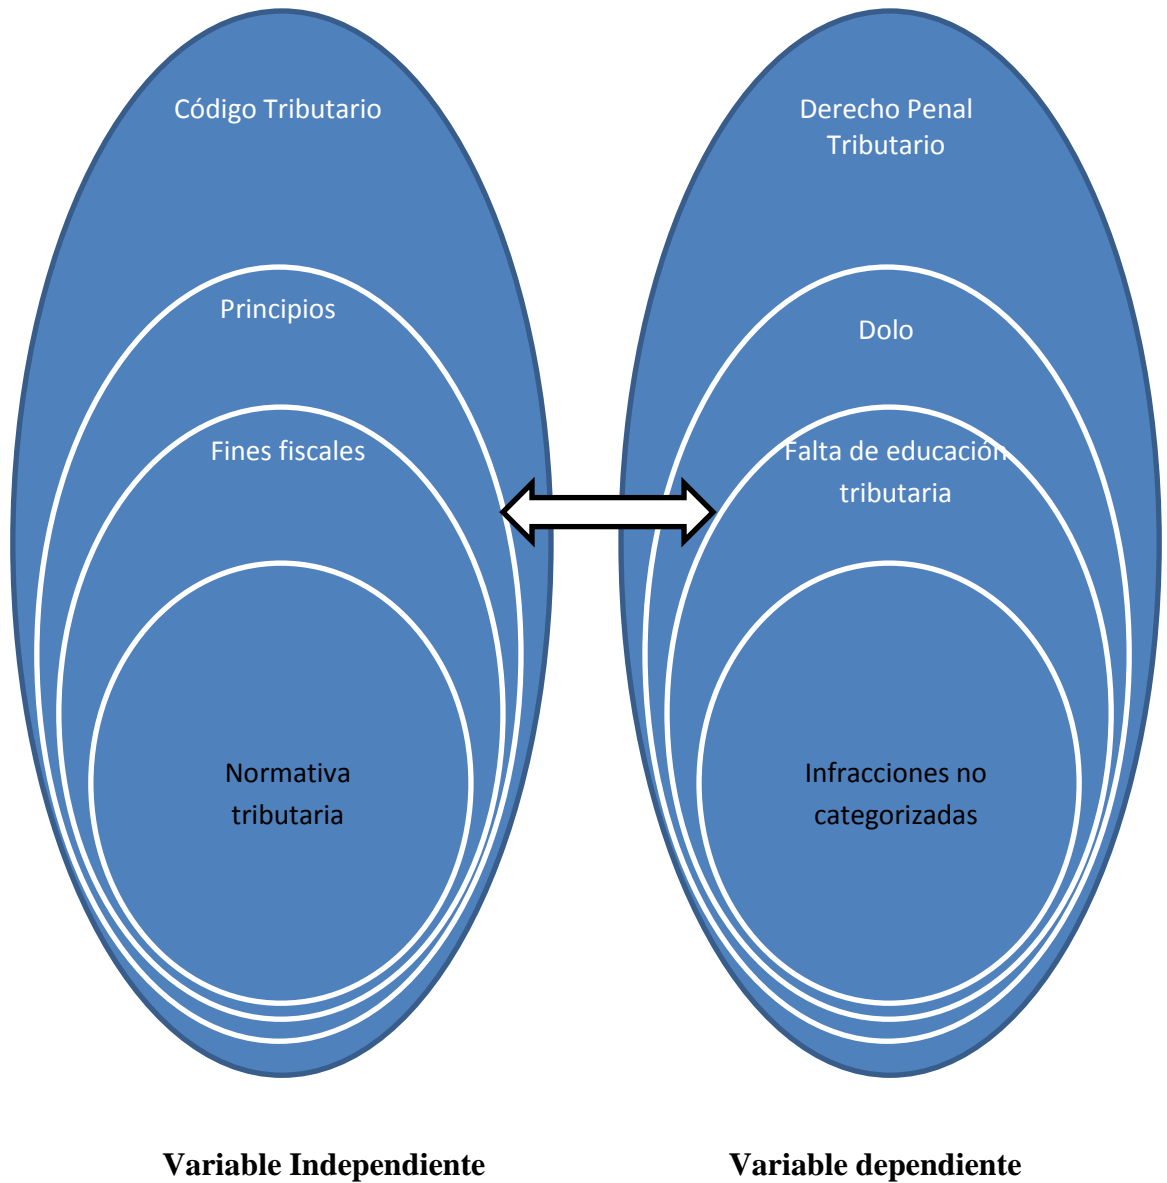 Código Tributario
Principios
Fines fiscales
Normativa
tributaria
Derecho Penal
Tributario
Dolo
Falta de educación
tributaria
Infracciones no
categorizadas
Variable Independiente
Variable dependiente